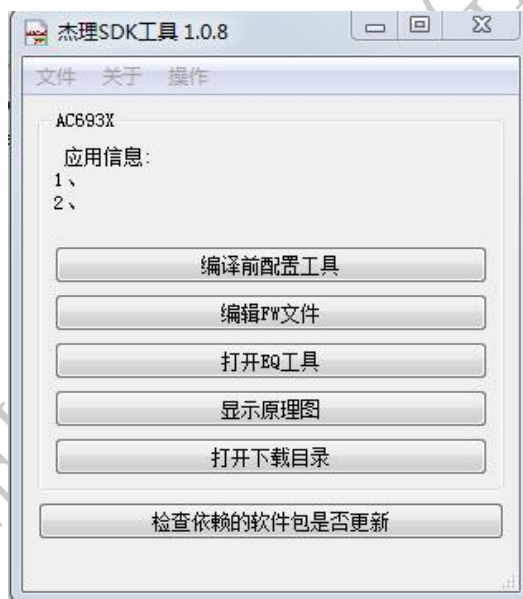 杰理SDK工具 1.0.8
文件 关于 操作
AC693X
应用信息:
1、
2、
编译前配置工具
编辑FW文件
打开EQ工具
显示原理图
打开下载目录
检查依赖的软件包是否更新